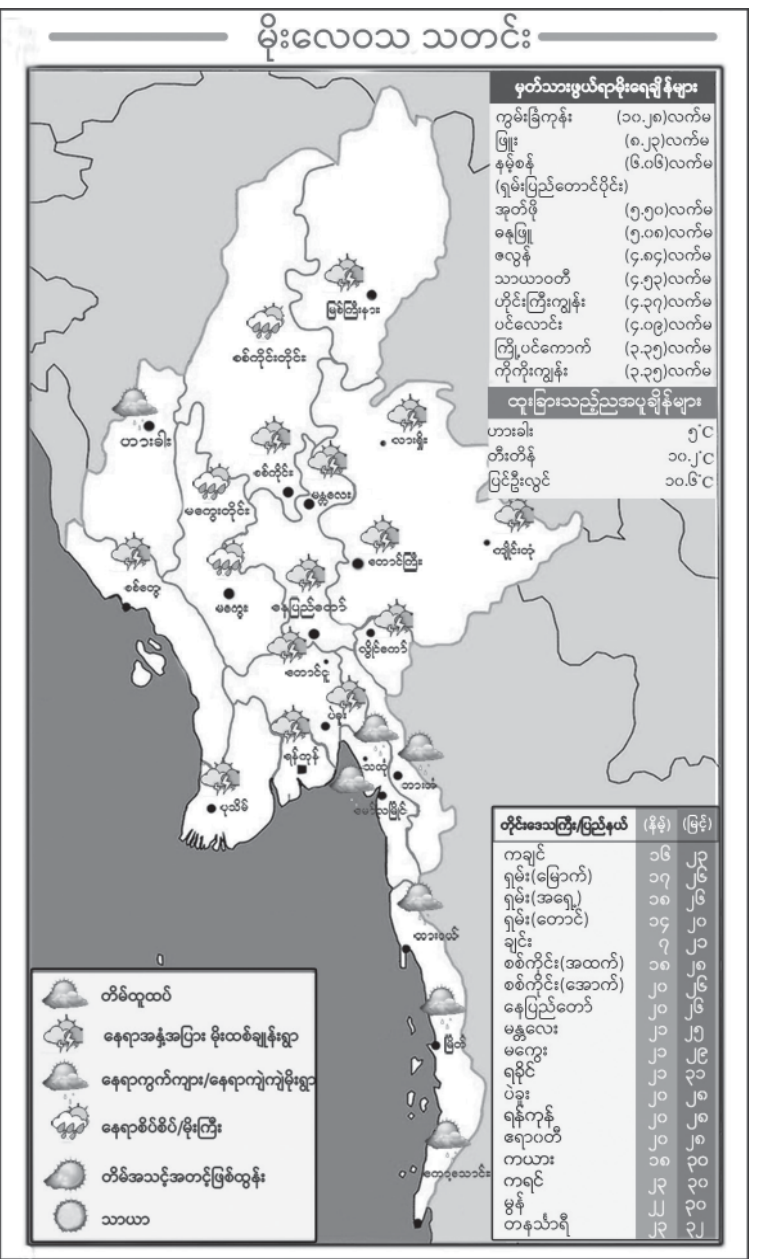 မိုးလေဝသ သတင်း
မှတ်သားဖွယ်ရာမိုးရေချိန်များ
ကွမ်းခြံကုန်း (၁၀.၂၈)လက်မ
ဖြူး (၈.၂၃)လက်မ
နမ့်စန် (၆.၀၆)လက်မ
(ရှမ်းပြည်တောင်ပိုင်း)
အုတ်ဖို (၅.၅၀)လက်မ
ဓနုဖြူ (၅.၀၈)လက်မ
ဇလွန် (၄.၈၄)လက်မ
သာယာဝတီ (၄.၅၃)လက်မ
ဟိုင်းကြီးကျွန်း (၄.၃၇)လက်မ
ပင်လောင်း (၄.၀၉)လက်မ
ကြို့ပင်ကောက် (၃.၃၅)လက်မ
ကိုကိုးကျွန်း (၃.၃၅)လက်မ
ထူးခြားသည့်ညအပူချိန်များ
ဟားခါး ၅°C
တီးတိန် ၁၀.၂°C
ပြင်ဦးလွင် ၁၀.၆°C
မြစ်ကြီးနား
စစ်ကိုင်းတိုင်း
ဟားခါး
လားရှိုး
စစ်ကိုင်း
မန္တလေး
မကွေးတိုင်း
ကျိုင်းတုံ
စစ်တွေ
တောင်ကြီး
မကွေး
နေပြည်တော်
လွိုင်ကော်
တောင်ငူ
ပဲခူး
ရန်ကုန်
သထုံ
ဘားအံ
ပုသိမ်
မော်လမြိုင်
ထားဝယ်
မြိတ်
ကော့သောင်း
တိမ်ထူထပ်
နေရာအနှံ့အပြား မိုးထစ်ချုန်းရွာ
နေရာကွက်ကျား/နေရာကျဲကျဲမိုးရွာ
နေရာစိပ်စိပ်/မိုးကြီး
တိမ်အသင့်အတင့်ဖြစ်ထွန်း
သာယာ
တိုင်းဒေသကြီး/ပြည်နယ် (နိမ့်) (မြင့်)
ကချင် ၁၆ ၂၃
ရှမ်း(မြောက်) ၁၇ ၂၆
ရှမ်း(အရှေ့) ၁၈ ၂၆
ရှမ်း(တောင်) ၁၄ ၂၀
ချင်း ၇ ၂၁
စစ်ကိုင်း(အထက်) ၁၈ ၂၈
စစ်ကိုင်း(အောက်) ၂၀ ၂၆
နေပြည်တော် ၂၀ ၂၆
မန္တလေး ၂၁ ၂၅
မကွေး ၂၁ ၂၉
ရခိုင် ၂၁ ၃၁
ပဲခူး ၂၀ ၂၈
ရန်ကုန် ၂၀ ၂၈
ဧရာဝတီ ၂၀ ၂၈
ကယား ၁၈ ၃၀
ကရင် ၂၃ ၃၀
မွန် ၂၂ ၃၀
တနင်္သာရီ ၂၃ ၃၂